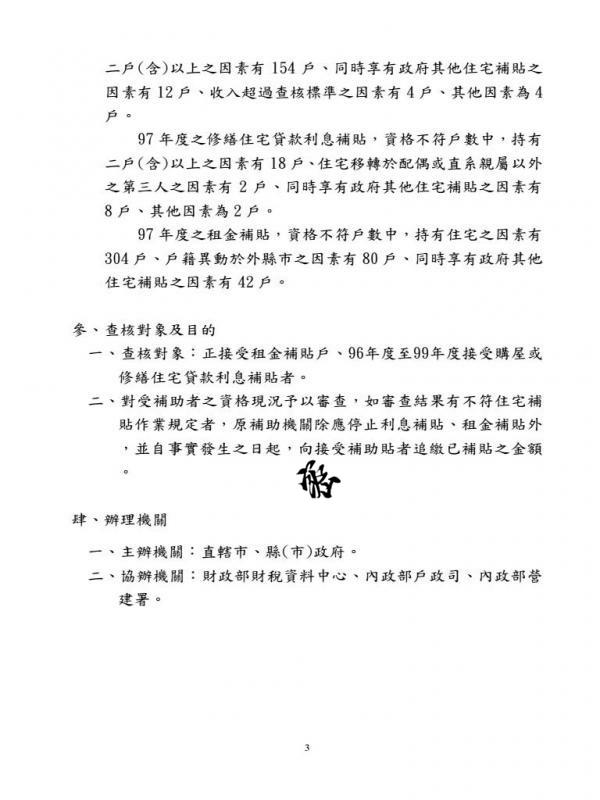 二戶(含)以上之因素有 154 戶、同時享有政府其他住宅補貼之
因素有 12 戶、收入超過查核標準之因素有 4 戶、其他因素為 4
戶。
97 年度之修繕住宅貸款利息補貼，資格不符戶數中，持有
二戶(含)以上之因素有 18 戶、住宅移轉於配偶或直系親屬以外
之第三人之因素有 2 戶、同時享有政府其他住宅補貼之因素有
8 戶、其他因素為 2 戶。
97 年度之租金補貼，資格不符戶數中，持有住宅之因素有
304 戶、戶籍異動於外縣市之因素有 80 戶、同時享有政府其他
住宅補貼之因素有 42 戶。
參、查核對象及目的
一、查核對象：正接受租金補貼戶、96年度至99年度接受購屋或
修繕住宅貸款利息補貼者。
二、對受補助者之資格現況予以審查，如審查結果有不符住宅補
貼作業規定者，原補助機關除應停止利息補貼、租金補貼外
，並自事實發生之日起，向接受補助貼者追繳已補貼之金額
。
肆、辦理機關
一、主辦機關：直轄市、縣(市)政府。
二、協辦機關：財政部財稅資料中心、內政部戶政司、內政部營
建署。
3